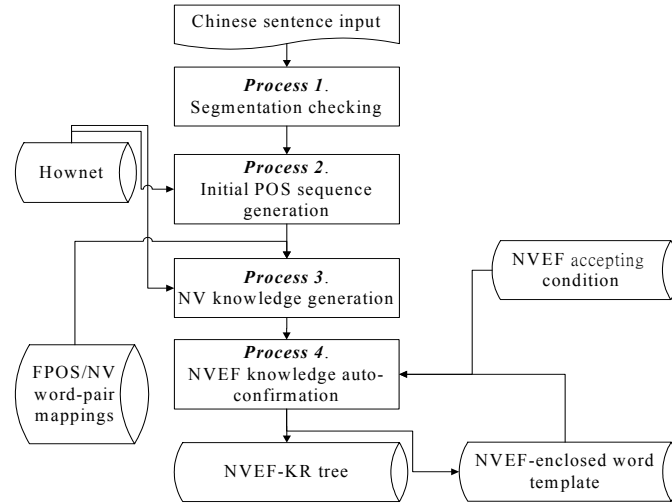 Chinese sentence input
Process 1.
Segmentation checking
Hownet
Process 2.
Initial POS sequence
generation
NVEF accepting
condition
Process 3.
NV knowledge generation
FPOS/NV
word-pair
mappings
Process 4.
NVEF knowledge auto-
confirmation
NVEF-KR tree
NVEF-enclosed word
template